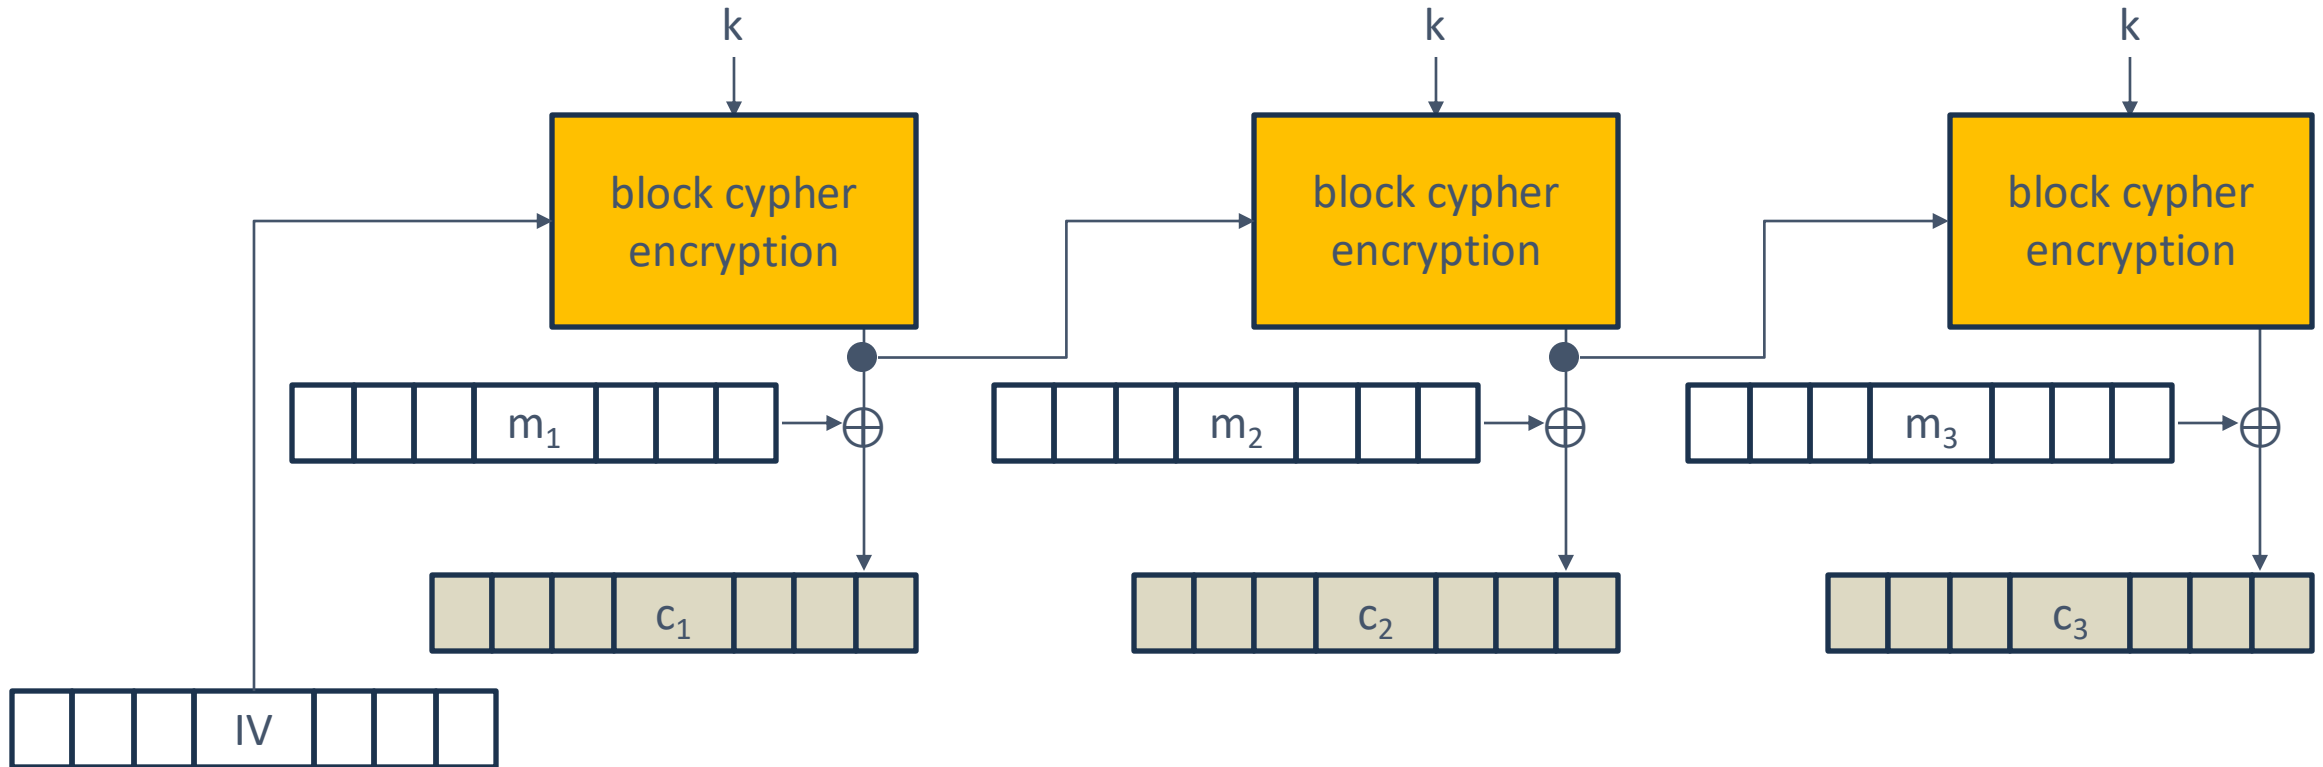 k
k
k
block cypher
encryption
block cypher
encryption
block cypher
encryption
m₁
m₂
m₃
c₁
c₂
c₃
IV